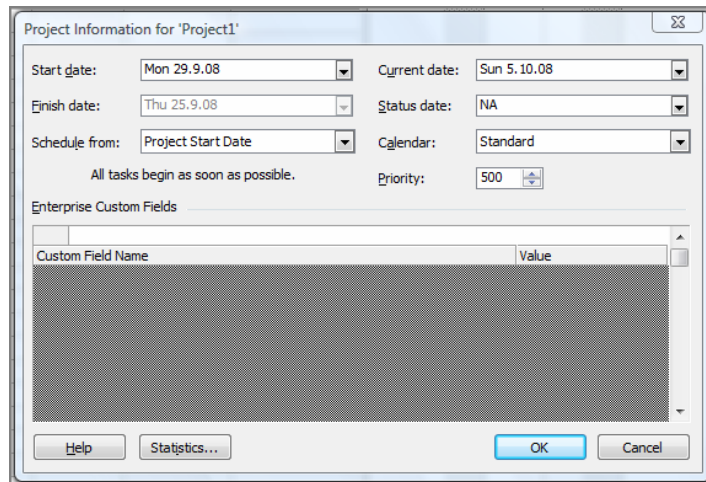 Project Information for 'Project1'
Start date: Mon 29.9.08 Current date: Sun 5.10.08
Finish date: Thu 25.9.08 Status date: NA
Schedule from: Project Start Date Calendar: Standard
All tasks begin as soon as possible. Priority: 500
Enterprise Custom Fields
Custom Field Name Value
Help Statistics... OK Cancel